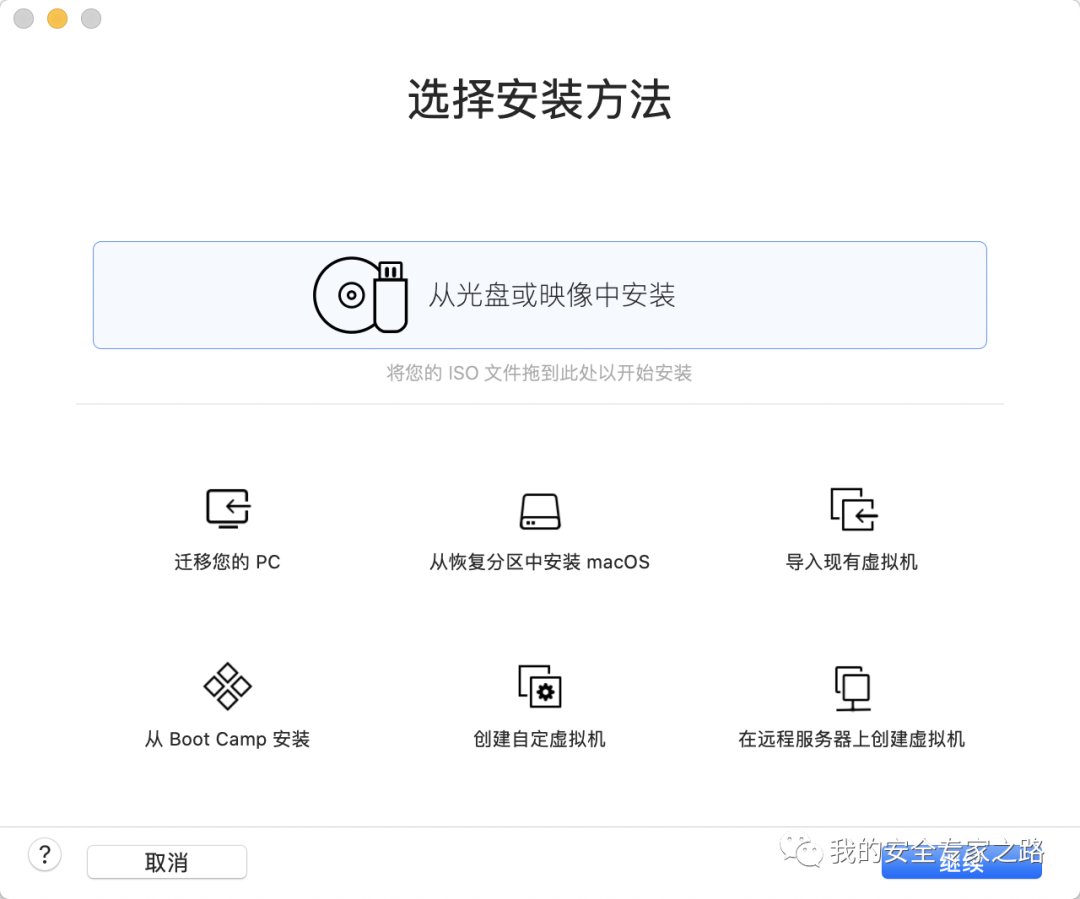 选择安装方法
从光盘或映像中安装
将您的 ISO 文件拖到此处以开始安装
迁移您的 PC
从恢复分区中安装 macOS
导入现有虚拟机
从 Boot Camp 安装
创建自定虚拟机
在远程服务器上创建虚拟机
?
取消
我的安全专家之路
继续